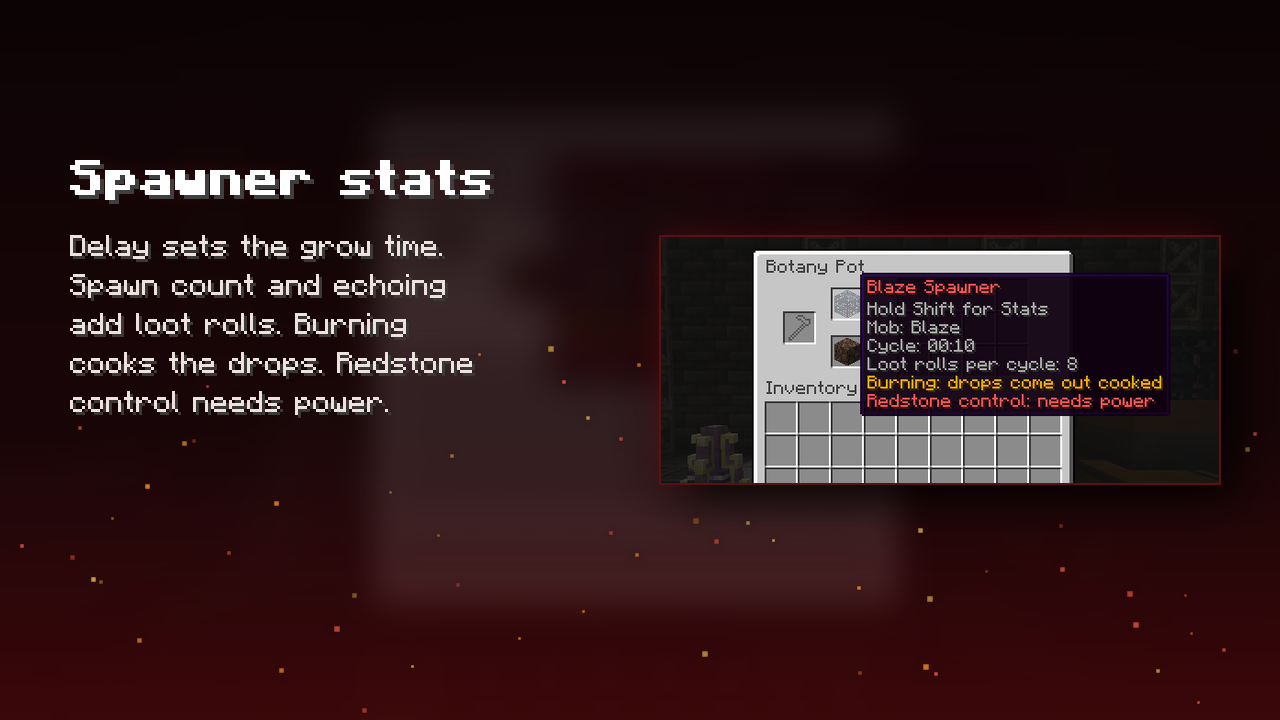 Spawner stats
Delay sets the grow time.
Spawn count and echoing
add loot rolls. Burning
cooks the drops. Redstone
control needs power.
Botany Pot
Blaze Spawner
Hold Shift for Stats
Mob: Blaze
Cycle: 00:10
Loot rolls per cycle: 8
Burning: drops come out cooked
Redstone control: needs power
Inventory